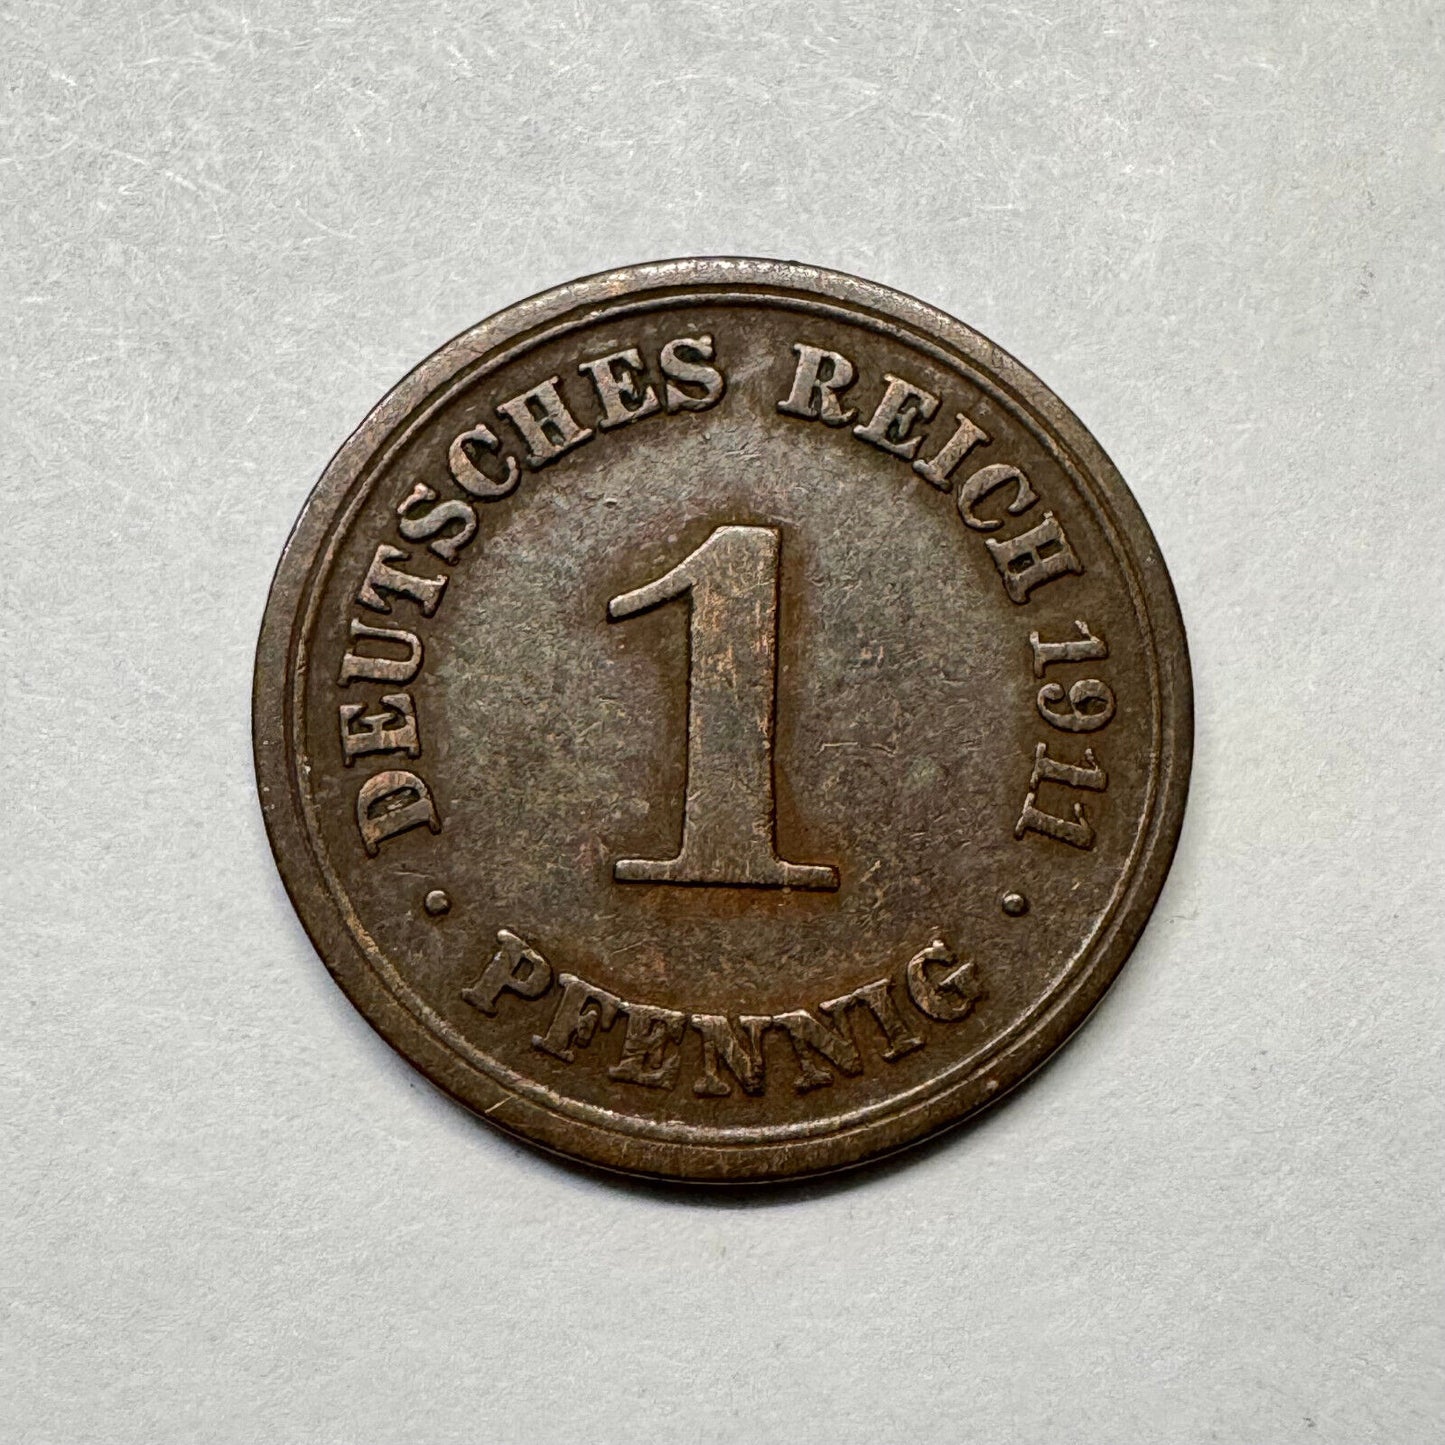 DEUTSCHES REICH 1911
1
· PFENNIG ·